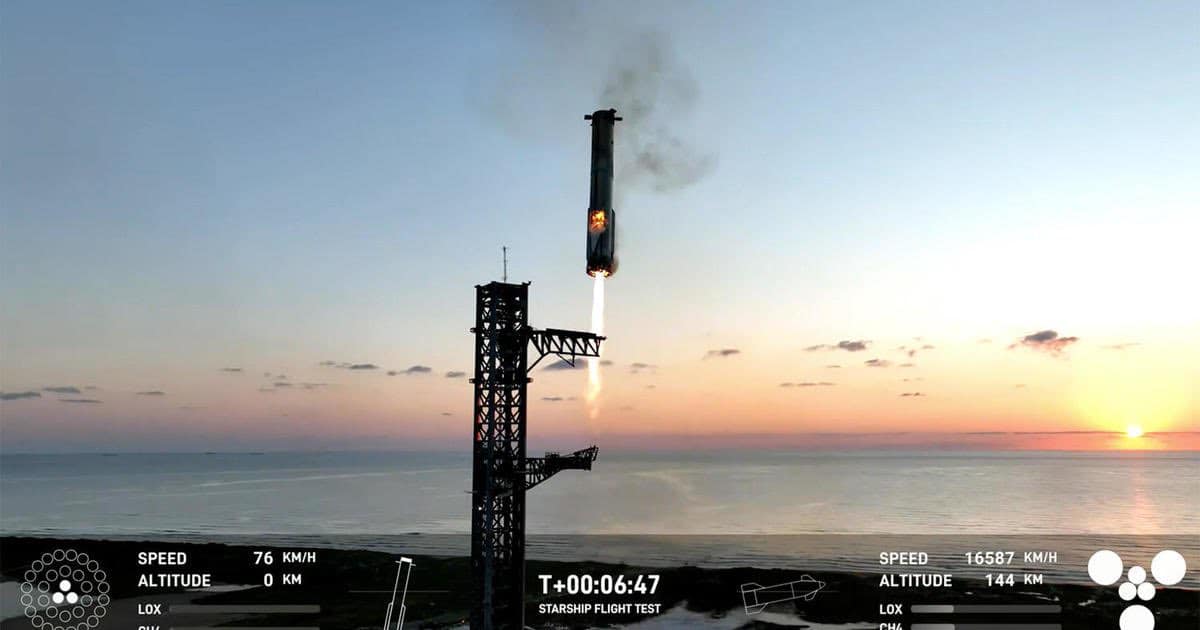 SPEED 76 KM/H
ALTITUDE 0 KM
LOX
CH4
T+00:06:47
STARSHIP FLIGHT TEST
SPEED 16587 KM/H
ALTITUDE 144 KM
LOX
CH4